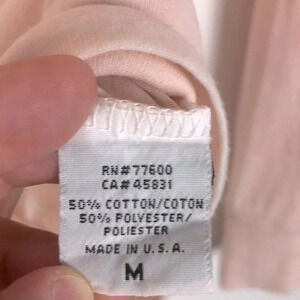 RN#77600
CA#45831
50% COTTON/COTON
50% POLYESTER/
POLIESTER
MADE IN U.S.A.
M